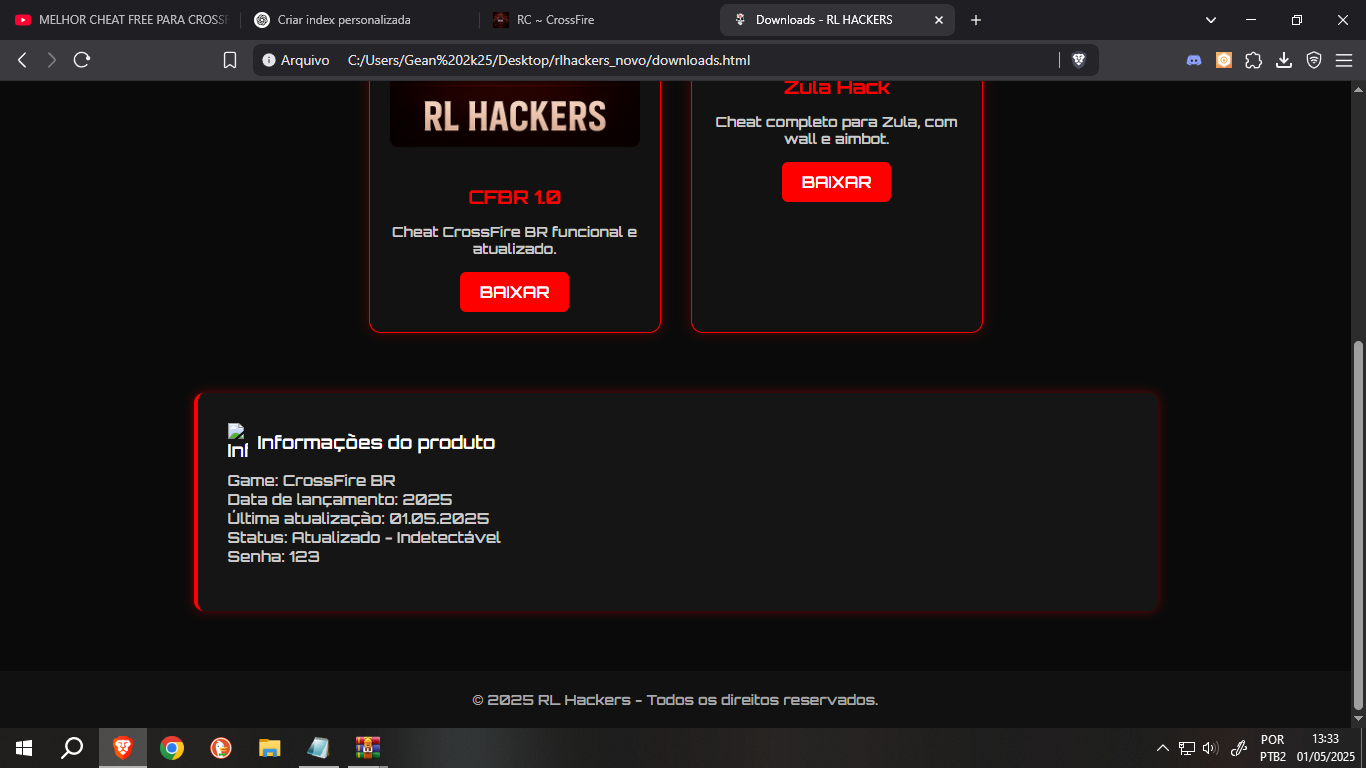 MELHOR CHEAT FREE PARA CROSSF
Criar index personalizada
RC ~ CrossFire
Downloads - RL HACKERS
Arquivo
C:/Users/Gean%202k25/Desktop/rlhackers_novo/downloads.html
RL HACKERS
CFBR 1.0
Cheat CrossFire BR funcional e
atualizado.
BAIXAR
Zula Hack
Cheat completo para Zula, com
wall e aimbot.
BAIXAR
Inf
Informações do produto
Game: CrossFire BR
Data de lançamento: 2025
Última atualização: 01.05.2025
Status: Atualizado - Indetectável
Senha: 123
© 2025 RL Hackers - Todos os direitos reservados.
POR
PTB2
13:33
01/05/2025